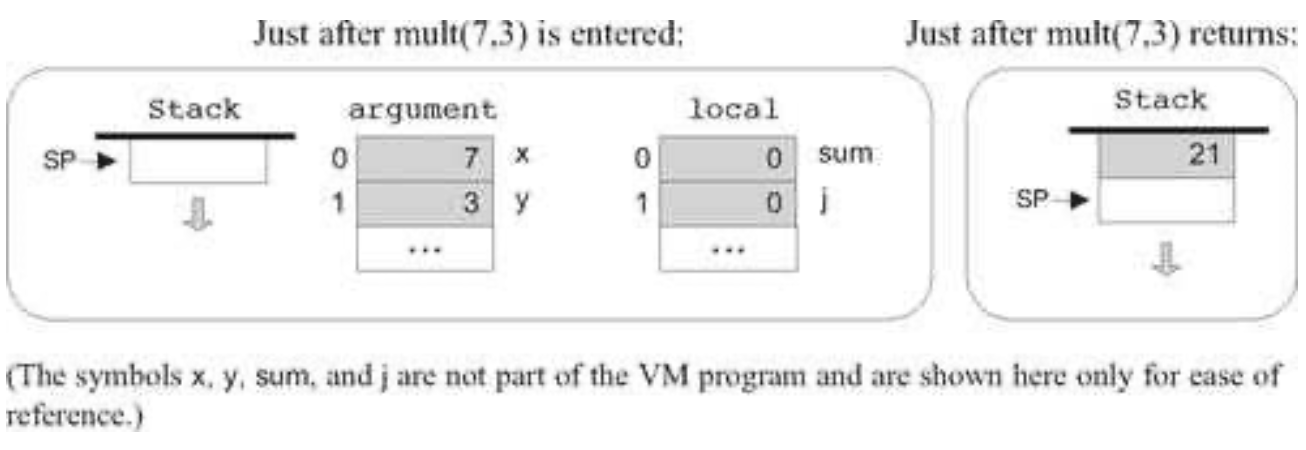 Just after mult(7,3) is entered: Just after mult(7,3) returns:
Stack argument local Stack
SP 0 7 x 0 0 sum 21
1 3 y 1 0 j SP
... ...
(The symbols x, y, sum, and j are not part of the VM program and are shown here only for ease of
reference.)